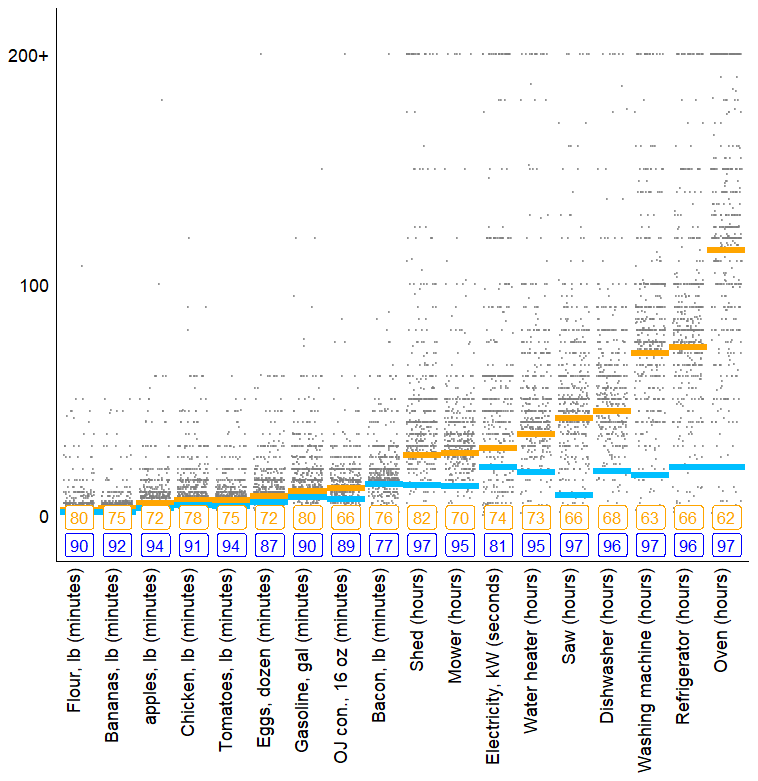 200+
100
0
80 75 72 78 75 72 80 66 76 82 70 74 73 66 68 63 66 62
90 92 94 91 94 87 90 89 77 97 95 81 95 97 96 97 96 97
Flour, lb (minutes)
Bananas, lb (minutes)
apples, lb (minutes)
Chicken, lb (minutes)
Tomatoes, lb (minutes)
Eggs, dozen (minutes)
Gasoline, gal (minutes)
OJ con., 16 oz (minutes)
Bacon, lb (minutes)
Shed (hours)
Mower (hours)
Electricity, kW (seconds)
Water heater (hours)
Saw (hours)
Dishwasher (hours)
Washing machine (hours)
Refrigerator (hours)
Oven (hours)